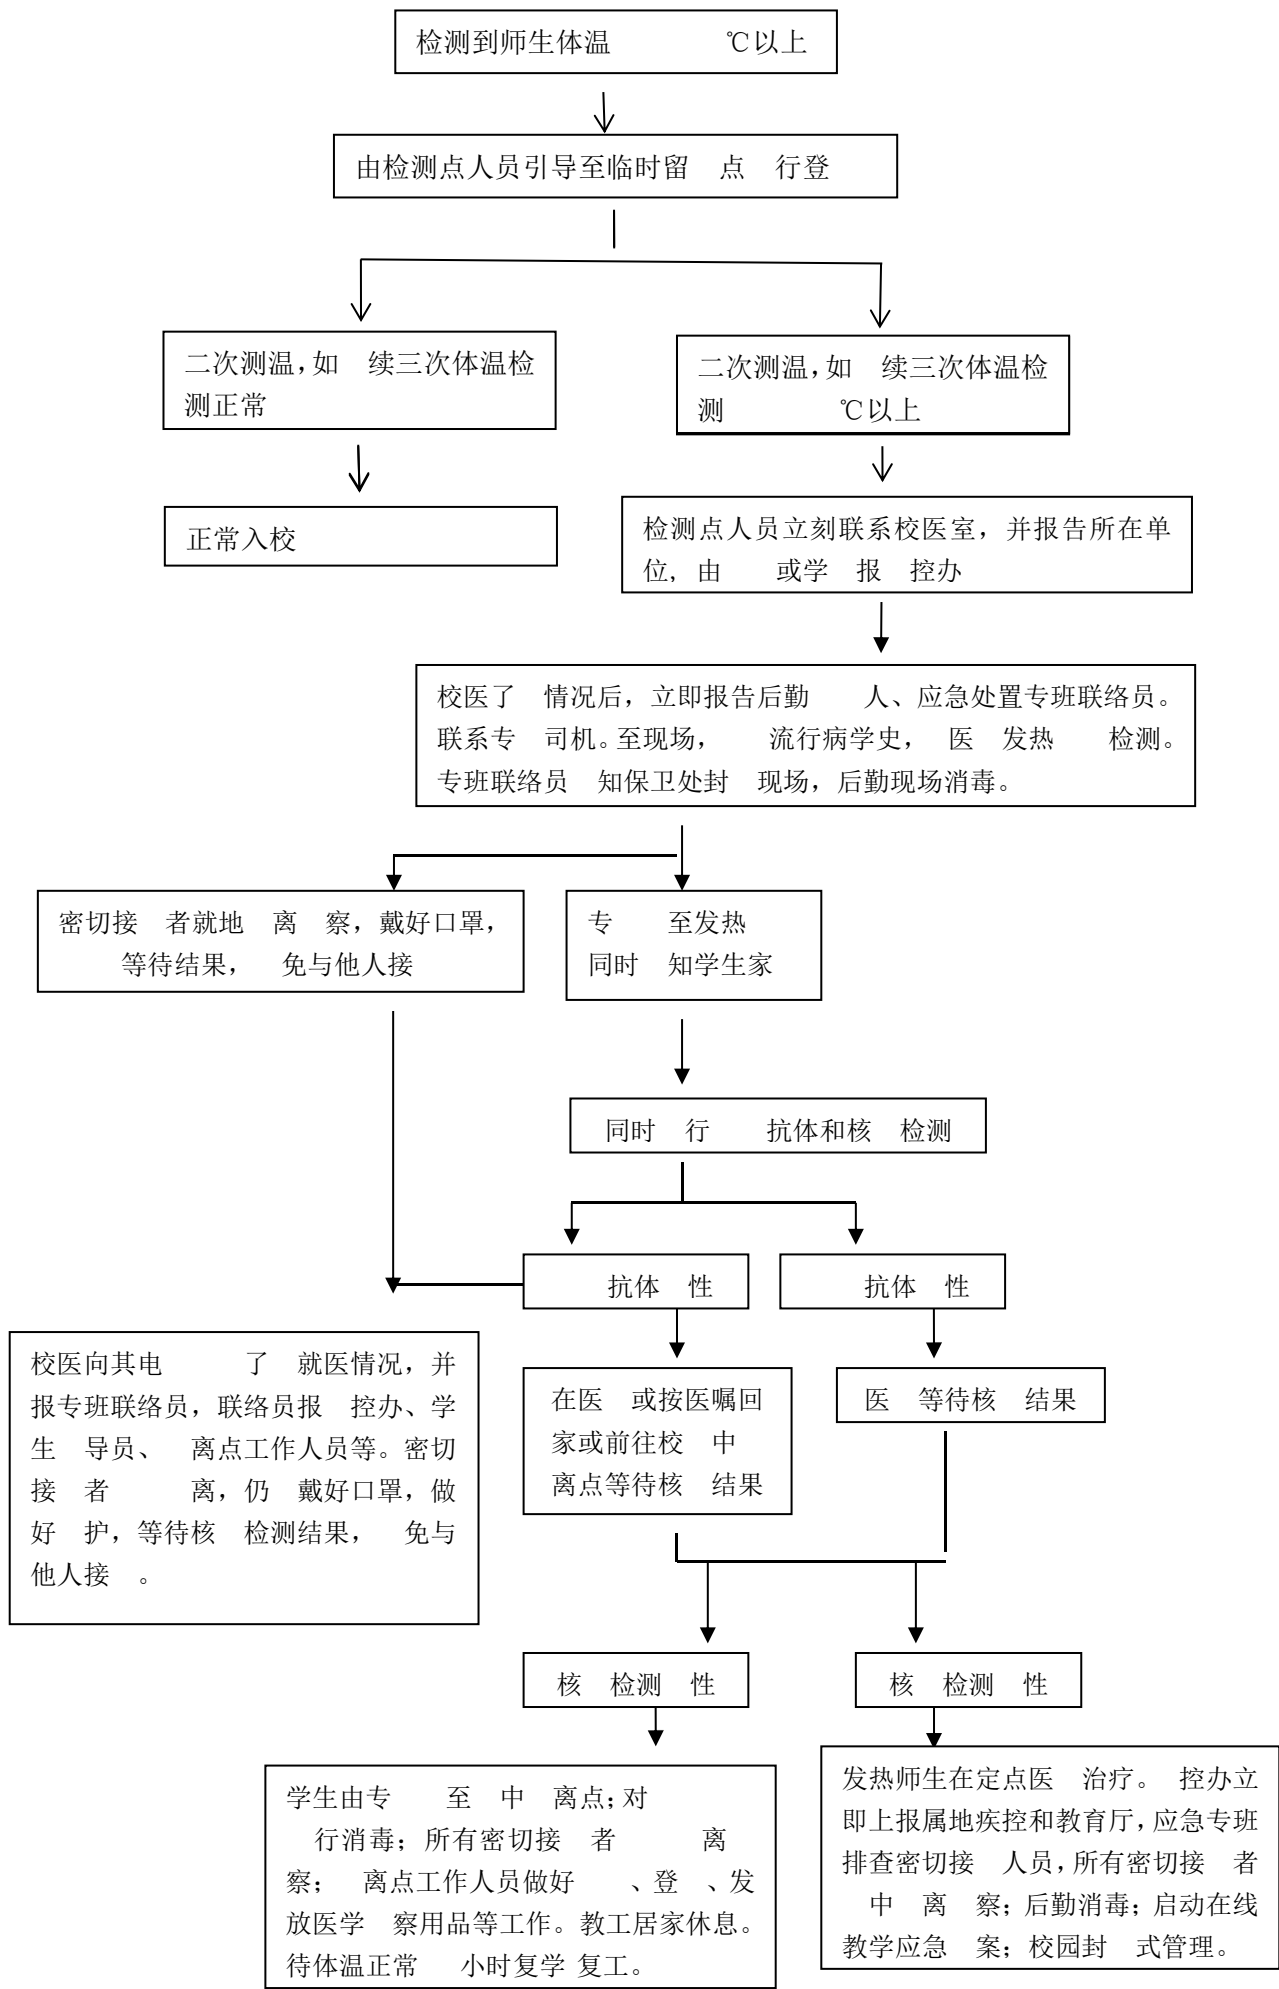 检测到师生体温 ℃以上
由检测点人员引导至临时留 点 行登
二次测温,如 续三次体温检
测正常
二次测温,如 续三次体温检
测 ℃以上
正常入校
检测点人员立刻联系校医室，并报告所在单
位, 由 或学 报 控办
校医了 情况后，立即报告后勤 人、应急处置专班联络员。
联系专 司机。至现场， 流行病学史， 医 发热 检测。
专班联络员 知保卫处封 现场，后勤现场消毒。
密切接 者就地 离 察，戴好口罩，
等待结果， 免与他人接
专 至发热
同时 知学生家
同时 行 抗体和核 检测
抗体 性
抗体 性
校医向其电 了 就医情况，并
报专班联络员，联络员报 控办、学
生 导员、 离点工作人员等。密切
接 者 离，仍 戴好口罩，做
好 护，等待核 检测结果， 免与
他人接 。
在医 或按医嘱回
家或前往校 中
离点等待核 结果
医 等待核 结果
核 检测 性
核 检测 性
学生由专 至 中 离点；对
行消毒；所有密切接 者 离
察； 离点工作人员做好 、登 、发
放医学 察用品等工作。教工居家休息。
待体温正常 小时复学 复工。
发热师生在定点医 治疗。 控办立
即上报属地疾控和教育厅，应急专班
排查密切接 人员，所有密切接 者
中 离 察；后勤消毒；启动在线
教学应急 案；校园封 式管理。